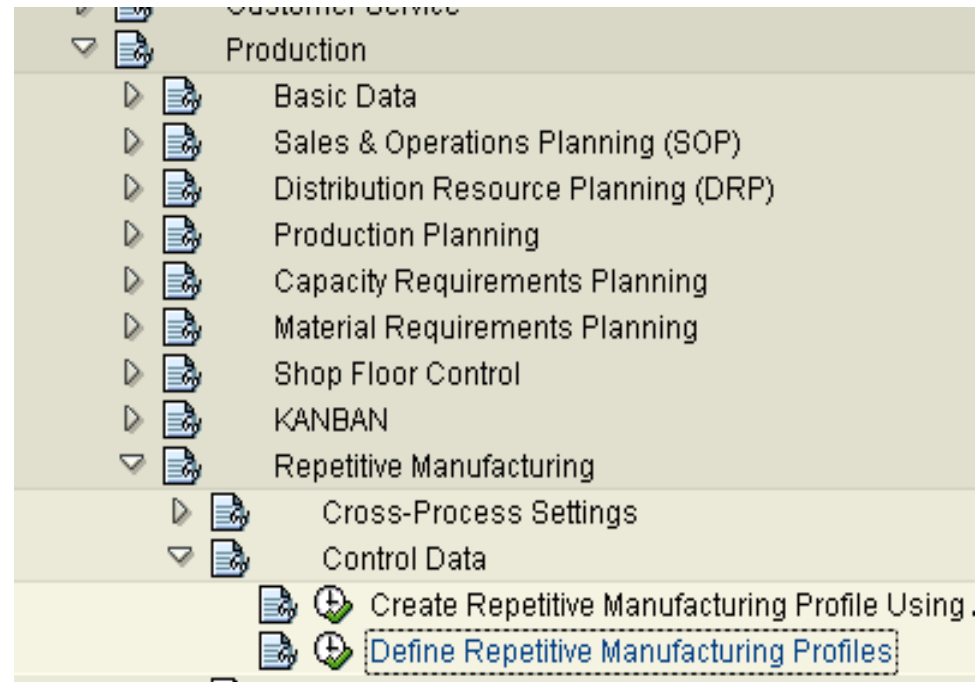 Customer Service
Production
Basic Data
Sales & Operations Planning (SOP)
Distribution Resource Planning (DRP)
Production Planning
Capacity Requirements Planning
Material Requirements Planning
Shop Floor Control
KANBAN
Repetitive Manufacturing
Cross-Process Settings
Control Data
Create Repetitive Manufacturing Profile Using .
Define Repetitive Manufacturing Profiles